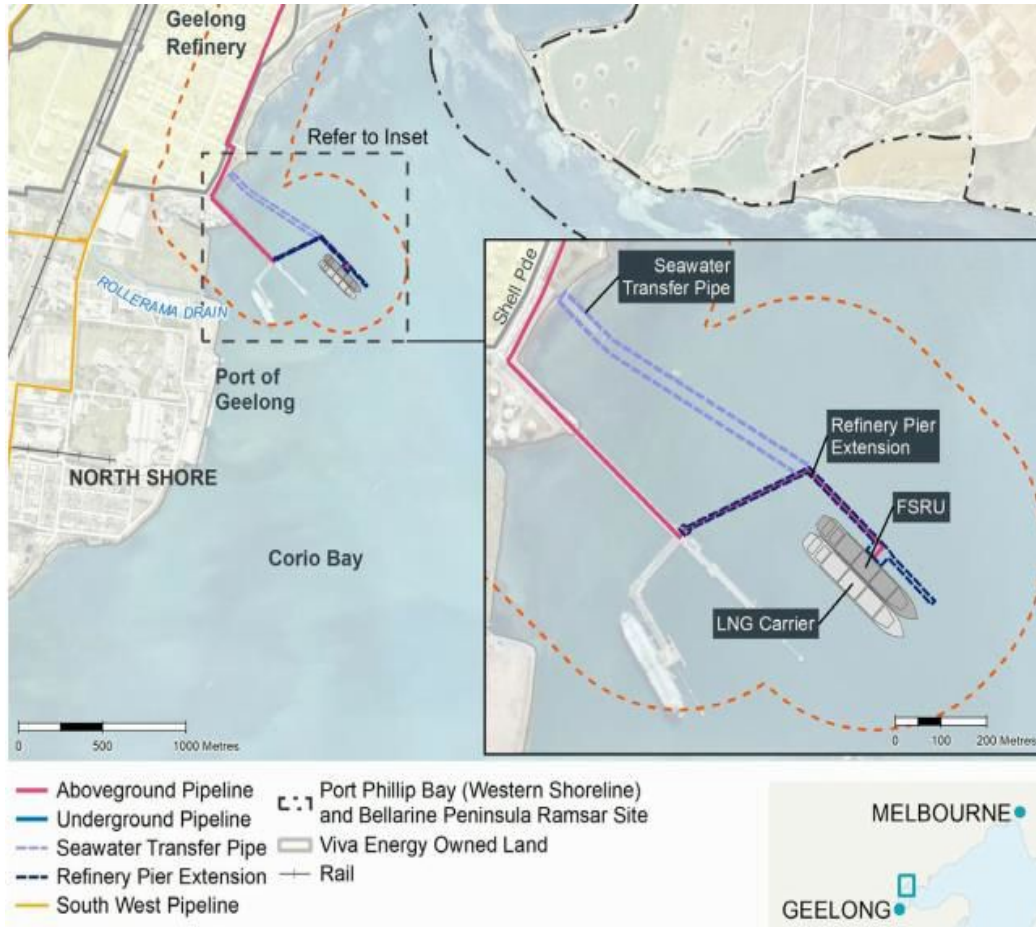 Geelong
Refinery
Refer to Inset
ROLLERAMA DRAIN
Port of
Geelong
NORTH SHORE
Corio Bay
0 500 1000 Metres
Shell Pde
Seawater
Transfer Pipe
Refinery Pier
Extension
FSRU
LNG Carrier
0 100 200 Metres
Aboveground Pipeline
Underground Pipeline
Seawater Transfer Pipe
Refinery Pier Extension
South West Pipeline
Port Phillip Bay (Western Shoreline)
and Bellarine Peninsula Ramsar Site
Viva Energy Owned Land
Rail
MELBOURNE
GEELONG